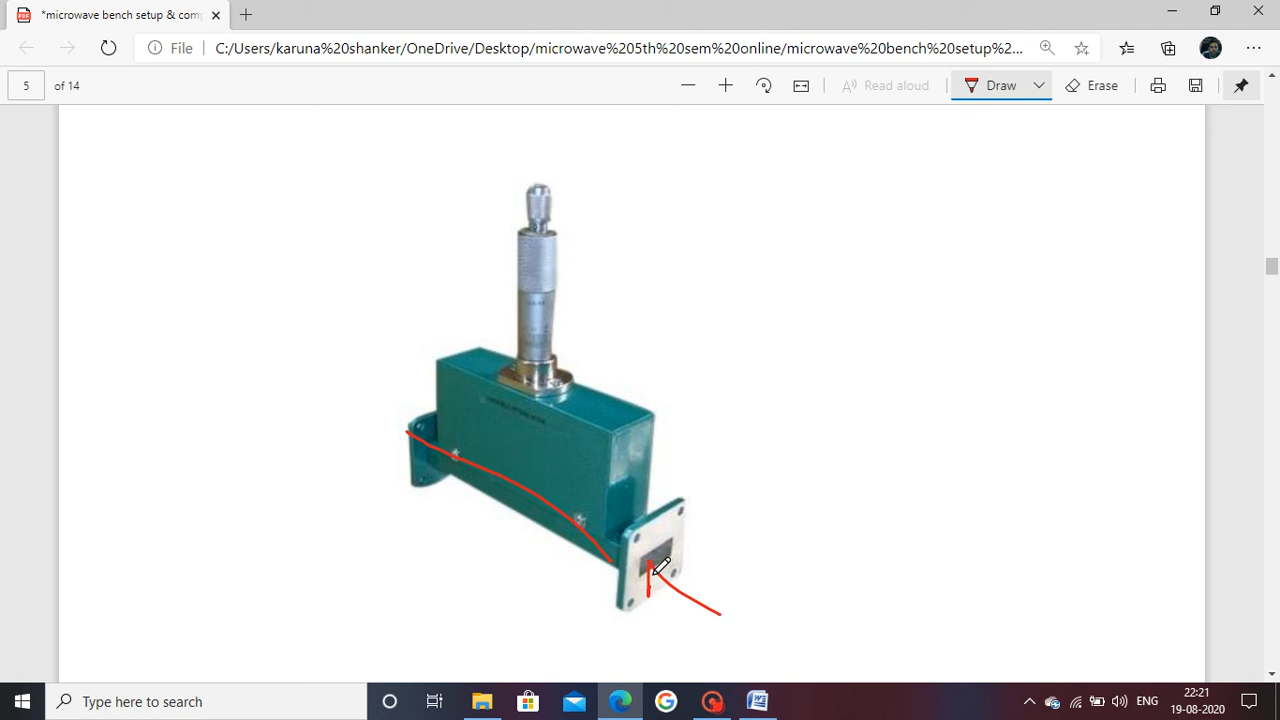 *microwave bench setup & comp
File
C:/Users/karuna%20shanker/OneDrive/Desktop/microwave%205th%20sem%20online/microwave%20bench%20setup%2...
5 of 14
Read aloud
Draw
Erase
Type here to search
ENG
22:21
19-08-2020